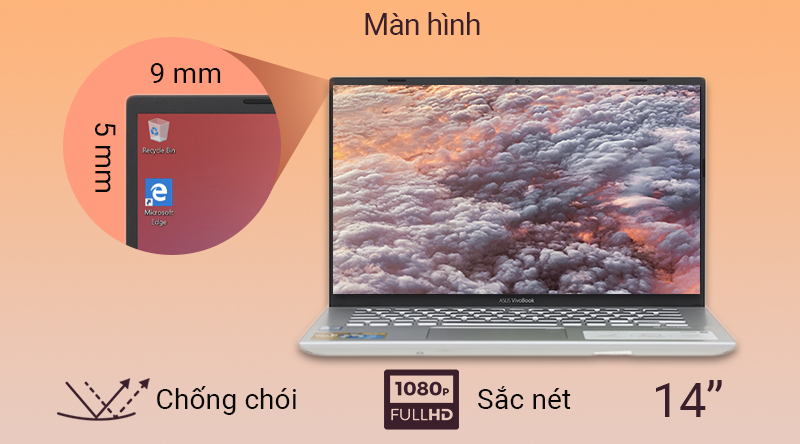 Màn hình
9 mm
5 mm
Recycle Bin
Microsoft
Edge
ASUS VivoBook
Chống chói
1080p
FULLHD
Sắc nét
14”